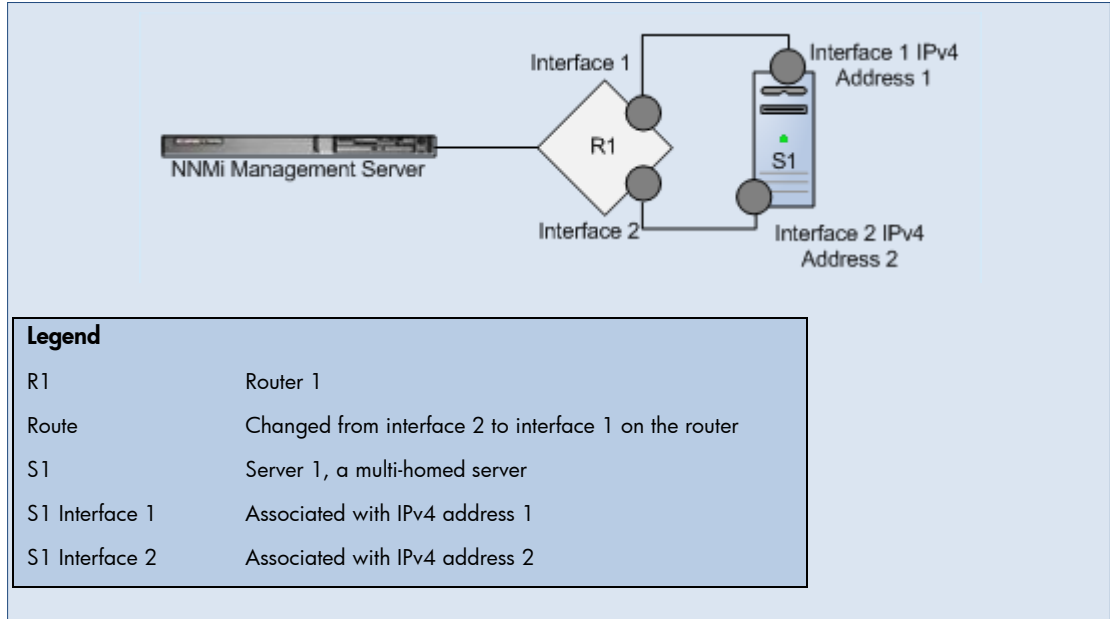 Interface 1
Interface 1 IPv4
Address 1
R1
S1
NNMi Management Server
Interface 2
Interface 2 IPv4
Address 2
Legend
R1 Router 1
Route Changed from interface 2 to interface 1 on the router
S1 Server 1, a multi-homed server
S1 Interface 1 Associated with IPv4 address 1
S1 Interface 2 Associated with IPv4 address 2